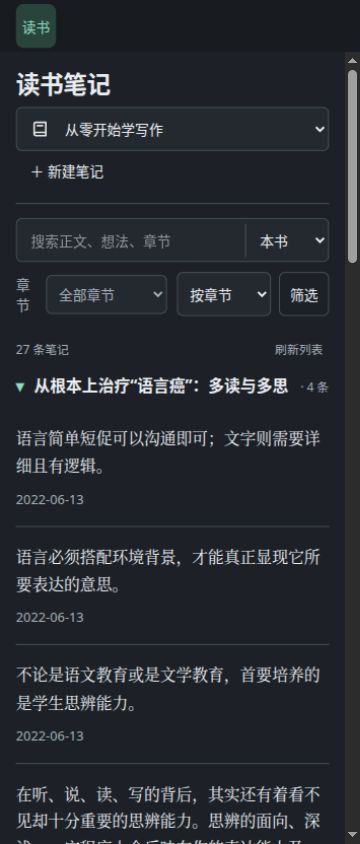 读书
读书笔记
从零开始学写作
+ 新建笔记
搜索正文、想法、章节 本书
章节 全部章节 按章节 筛选
27 条笔记 刷新列表
▼ 从根本上治疗“语言癌”：多读与多思 · 4 条
语言简单短促可以沟通即可；文字则需要详
细且有逻辑。
2022-06-13
语言必须搭配环境背景，才能真正显现它所
要表达的意思。
2022-06-13
不论是语文教育或是文学教育，首要培养的
是学生思辨能力。
2022-06-13
在听、说、读、写的背后，其实还有着看不
见却十分重要的思辨能力。思辨的面向、深